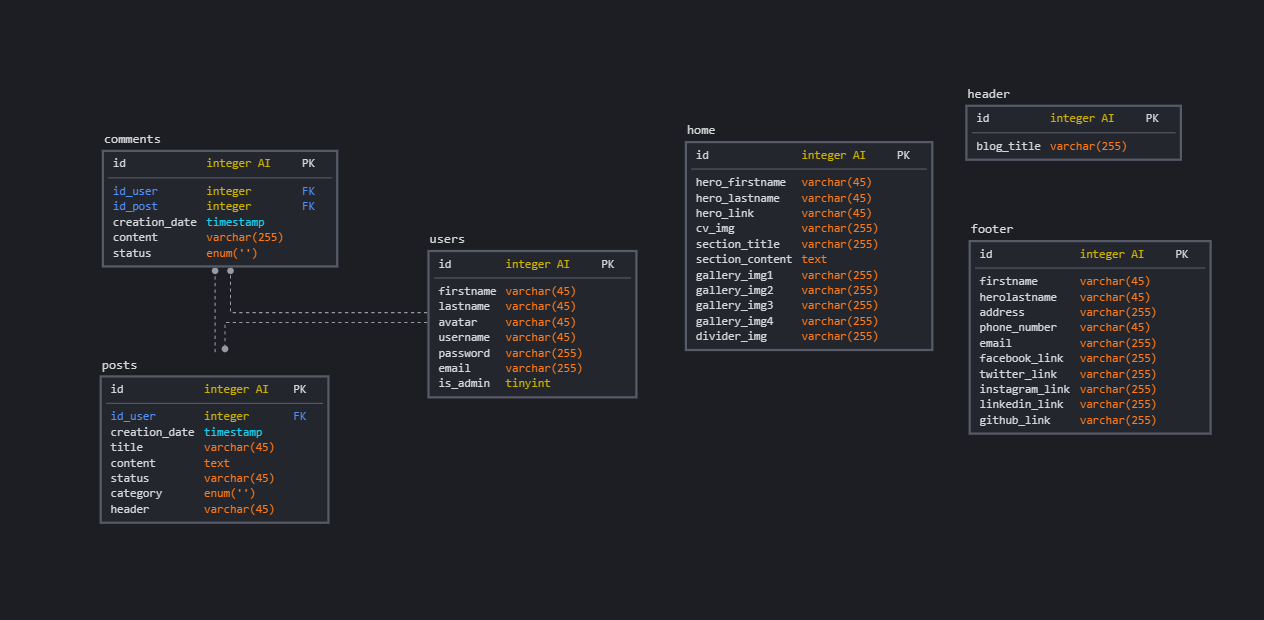 comments
id integer AI PK
id_user integer FK
id_post integer FK
creation_date timestamp
content varchar(255)
status enum('')
posts
id integer AI PK
id_user integer FK
creation_date timestamp
title varchar(45)
content text
status varchar(45)
category enum('')
header varchar(45)
users
id integer AI PK
firstname varchar(45)
lastname varchar(45)
avatar varchar(45)
username varchar(45)
password varchar(255)
email varchar(255)
is_admin tinyint
home
id integer AI PK
hero_firstname varchar(45)
hero_lastname varchar(45)
hero_link varchar(45)
cv_img varchar(255)
section_title varchar(255)
section_content text
gallery_img1 varchar(255)
gallery_img2 varchar(255)
gallery_img3 varchar(255)
gallery_img4 varchar(255)
divider_img varchar(255)
header
id integer AI PK
blog_title varchar(255)
footer
id integer AI PK
firstname varchar(45)
herolastname varchar(45)
address varchar(255)
phone_number varchar(45)
email varchar(255)
facebook_link varchar(255)
twitter_link varchar(255)
instagram_link varchar(255)
linkedin_link varchar(255)
github_link varchar(255)